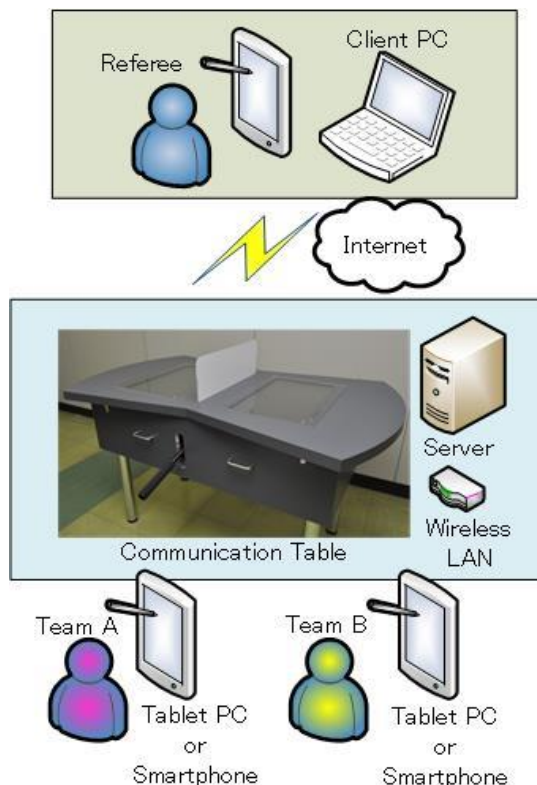 Referee
Client PC
Internet
Server
Wireless
LAN
Communication Table
Team A
Tablet PC
or
Smartphone
Team B
Tablet PC
or
Smartphone